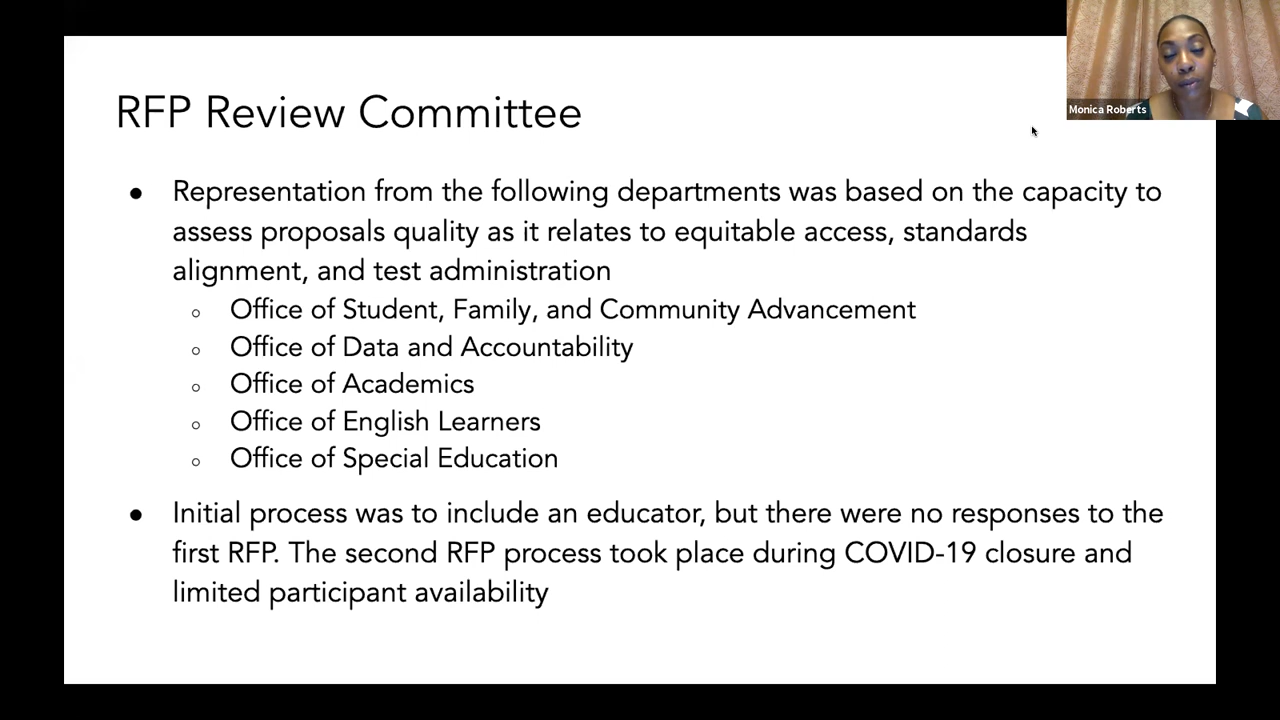 RFP Review Committee
Monica Roberts
● Representation from the following departments was based on the capacity to
assess proposals quality as it relates to equitable access, standards
alignment, and test administration
○ Office of Student, Family, and Community Advancement
○ Office of Data and Accountability
○ Office of Academics
○ Office of English Learners
○ Office of Special Education
● Initial process was to include an educator, but there were no responses to the
first RFP. The second RFP process took place during COVID-19 closure and
limited participant availability